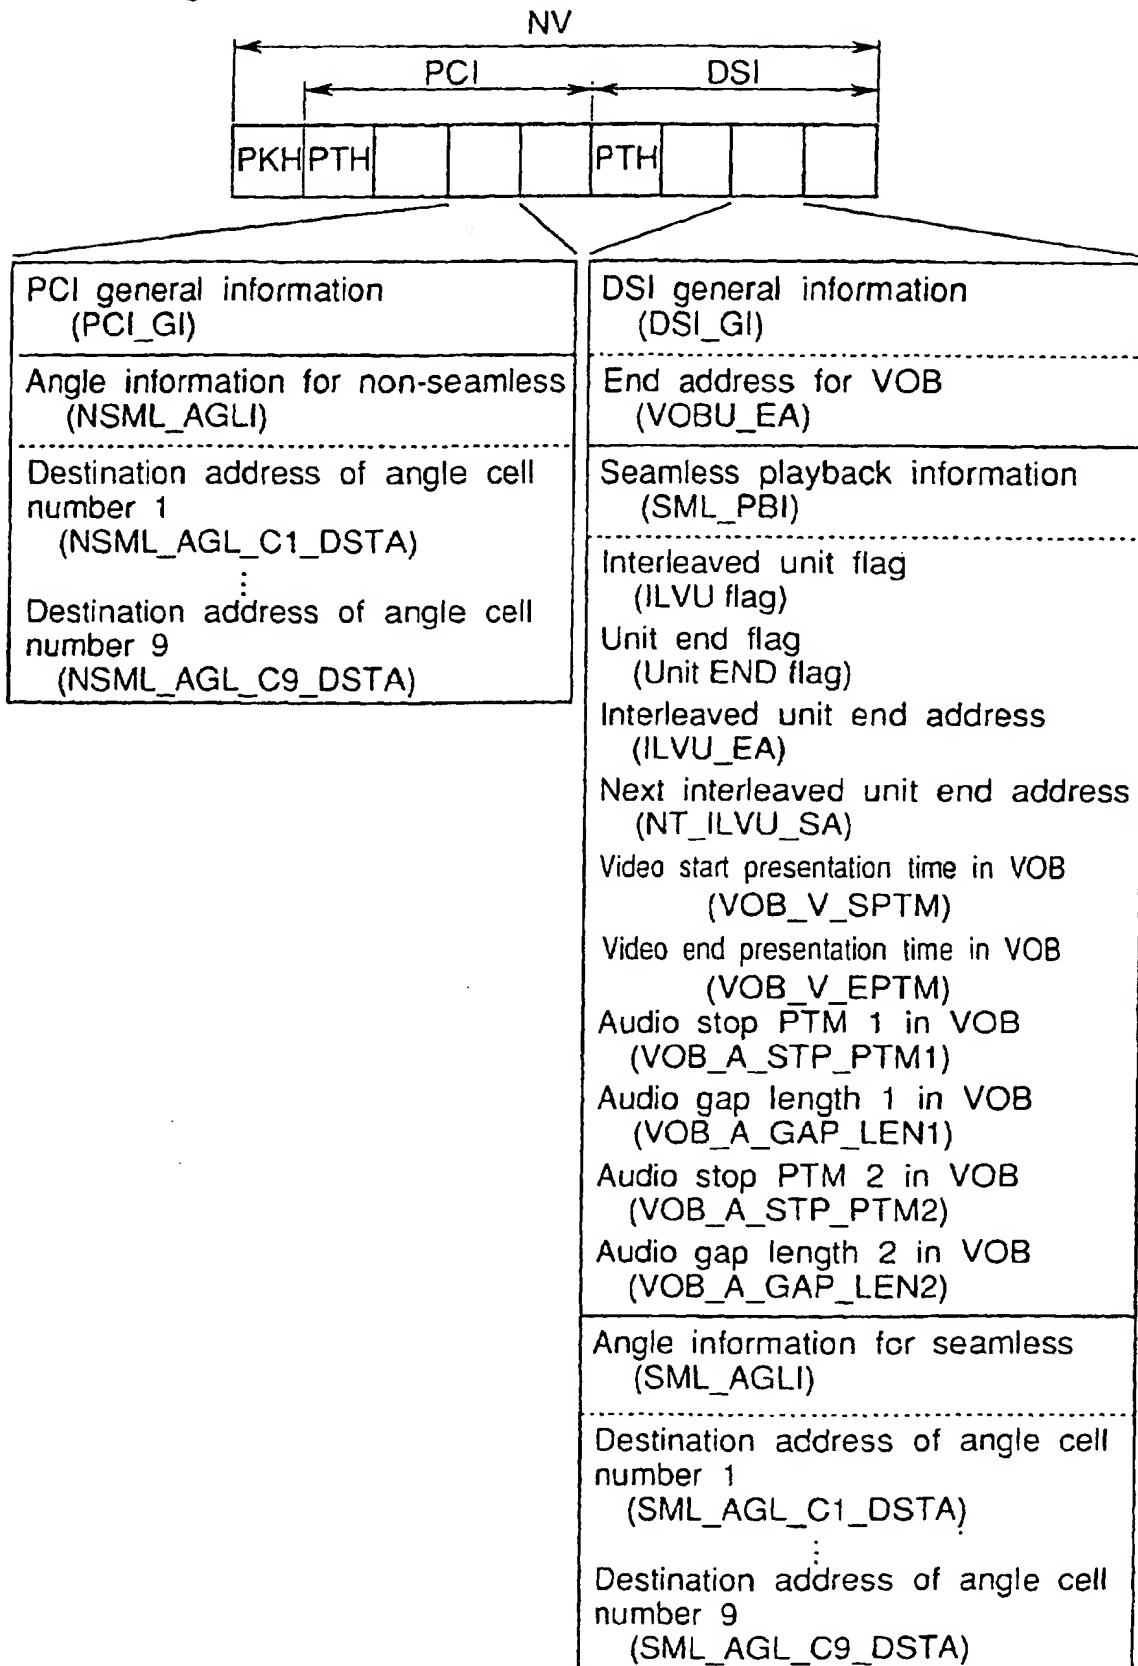 NV
PCI DSI
PKH PTH PTH
PCI general information
(PCI_GI)
Angle information for non-seamless
(NSML_AGLI)
Destination address of angle cell
number 1
(NSML_AGL_C1_DSTA)
⋮
Destination address of angle cell
number 9
(NSML_AGL_C9_DSTA)
DSI general information
(DSI_GI)
End address for VOB
(VOBU_EA)
Seamless playback information
(SML_PBI)
Interleaved unit flag
(ILVU flag)
Unit end flag
(Unit END flag)
Interleaved unit end address
(ILVU_EA)
Next interleaved unit end address
(NT_ILVU_SA)
Video start presentation time in VOB
(VOB_V_SPTM)
Video end presentation time in VOB
(VOB_V_EPTM)
Audio stop PTM 1 in VOB
(VOB_A_STP_PTM1)
Audio gap length 1 in VOB
(VOB_A_GAP_LEN1)
Audio stop PTM 2 in VOB
(VOB_A_STP_PTM2)
Audio gap length 2 in VOB
(VOB_A_GAP_LEN2)
Angle information for seamless
(SML_AGLI)
Destination address of angle cell
number 1
(SML_AGL_C1_DSTA)
⋮
Destination address of angle cell
number 9
(SML_AGL_C9_DSTA)